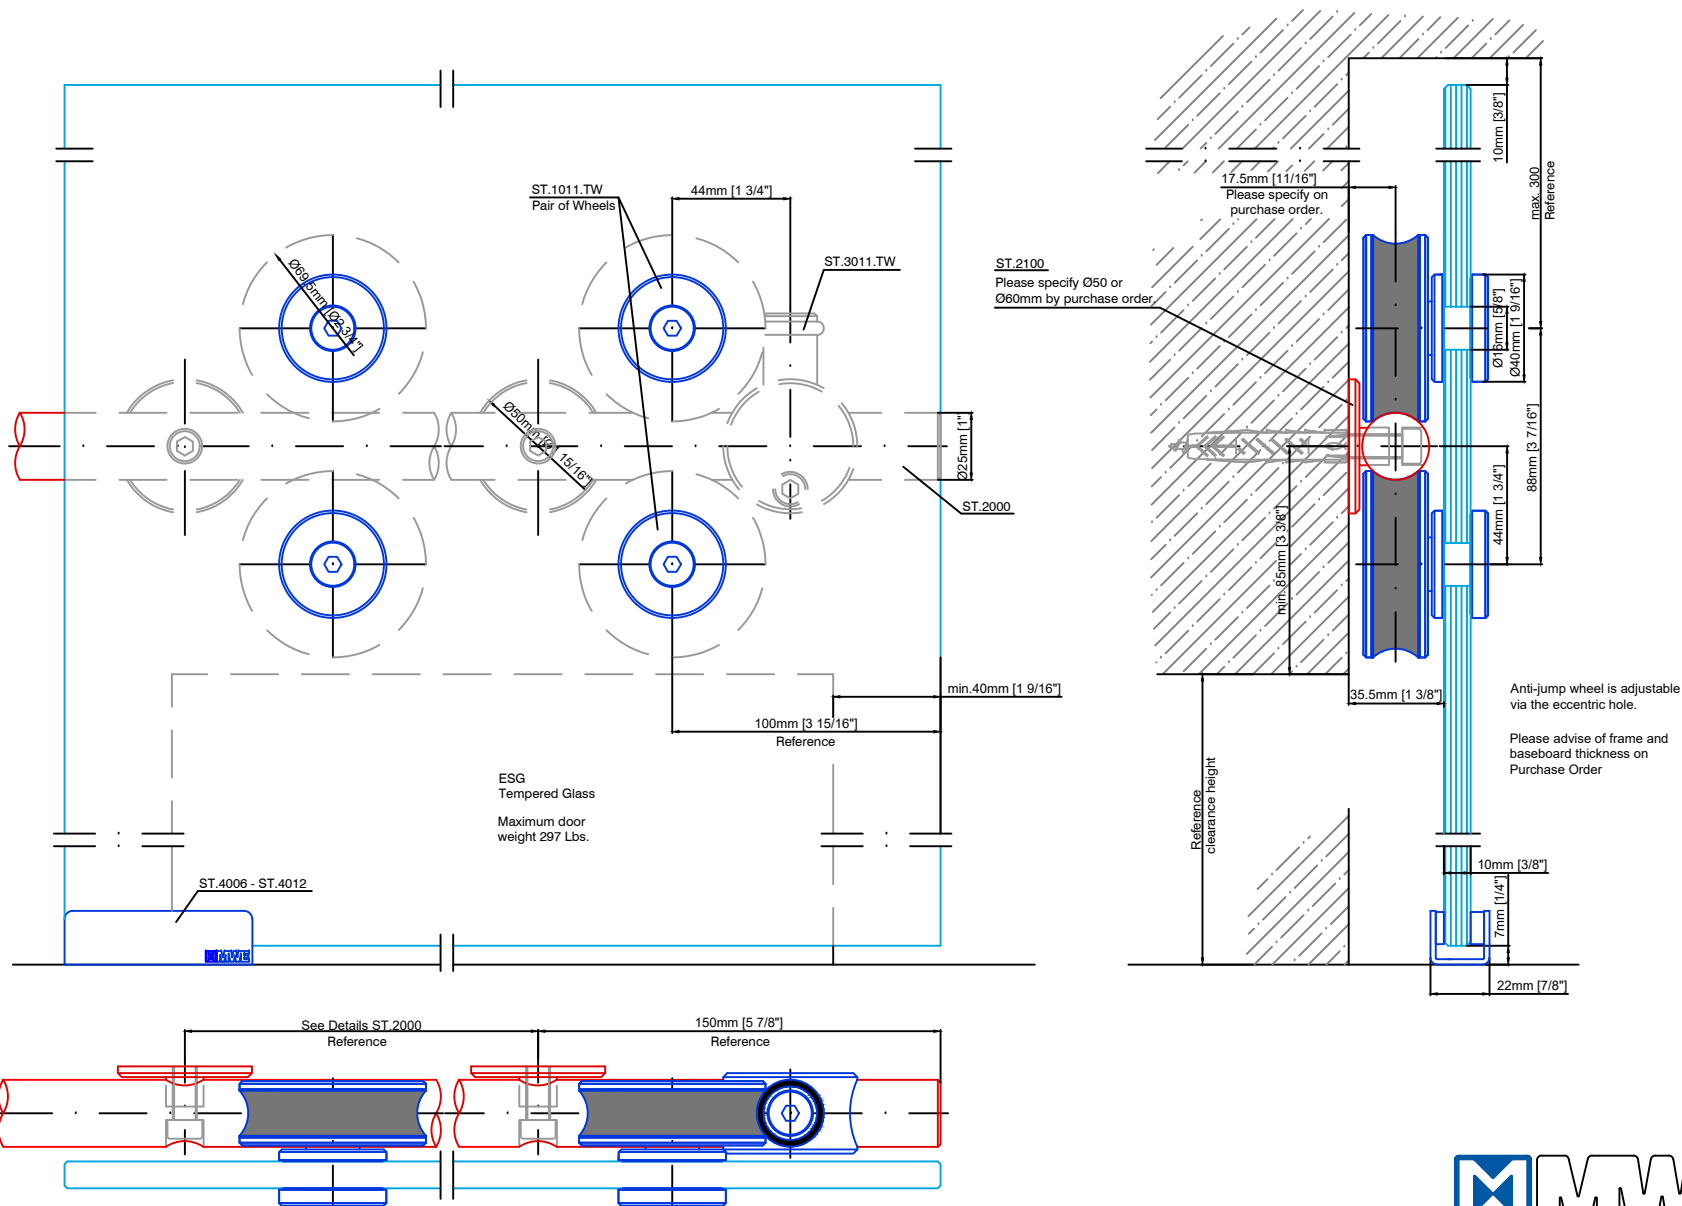 ST.1011.TW
Pair of Wheels
44mm [1 3/4"]
ST.3011.TW
Ø69.5mm [Ø2 3/4"]
Ø25mm [1"]
ST.2000
min.40mm [1 9/16"]
100mm [3 15/16"]
Reference
ESG
Tempered Glass
Maximum door
weight 297 Lbs.
ST.4006 - ST.4012
MWE
17.5mm [11/16"]
Please specify on
purchase order.
ST.2100
Please specify Ø50 or
Ø60mm by purchase order.
10mm [3/8"]
max. 300
Reference
Ø16mm [5/8"]
Ø40mm [1 9/16"]
88mm [3 7/16"]
44mm [1 3/4"]
min. 85mm [3 3/8"]
35.5mm [1 3/8"]
Anti-jump wheel is adjustable
via the eccentric hole.
Please advise of frame and
baseboard thickness on
Purchase Order
Reference
clearance height
10mm [3/8"]
7mm [1/4"]
22mm [7/8"]
See Details ST.2000
Reference
150mm [5 7/8"]
Reference